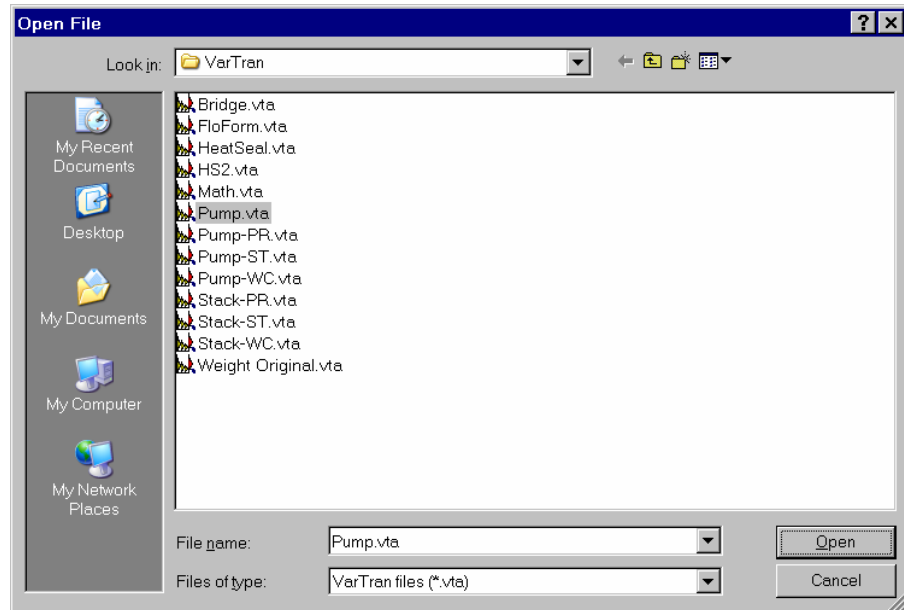 Open File
Look in:
VarTran
My Recent
Documents
Desktop
My Documents
My Computer
My Network
Places
Bridge.vta
FloForm.vta
HeatSeal.vta
HS2.vta
Math.vta
Pump.vta
Pump-PR.vta
Pump-ST.vta
Pump-WC.vta
Stack-PR.vta
Stack-ST.vta
Stack-WC.vta
Weight Original.vta
File name:
Pump.vta
Open
Files of type:
VarTran files (*.vta)
Cancel